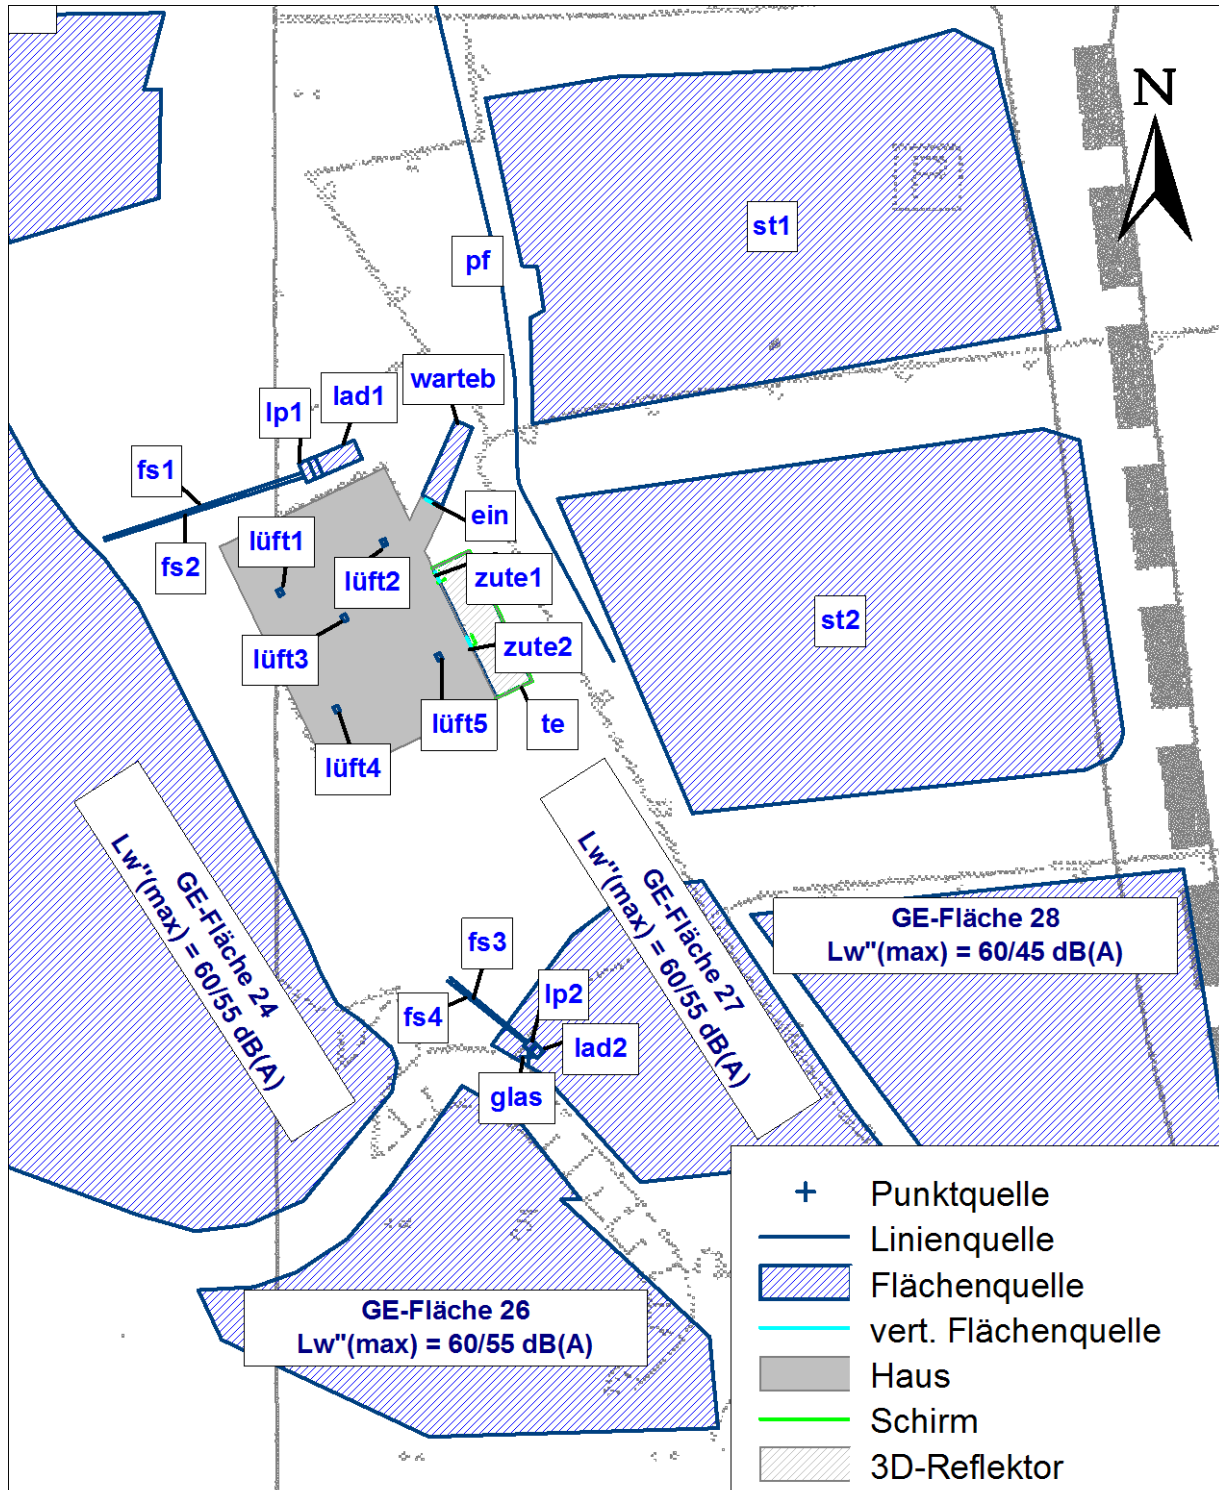 N
st1
pf
warteb
lad1
lp1
fs1
ein
lüft1
fs2
lüft2
zute1
st2
zute2
lüft3
lüft5
te
lüft4
GE-Fläche 24
Lw"(max) = 60/55 dB(A)
GE-Fläche 27
Lw"(max) = 60/55 dB(A)
GE-Fläche 28
Lw"(max) = 60/45 dB(A)
fs3
lp2
fs4
lad2
glas
GE-Fläche 26
Lw"(max) = 60/55 dB(A)
Punktquelle
Linienquelle
Flächenquelle
vert. Flächenquelle
Haus
Schirm
3D-Reflektor